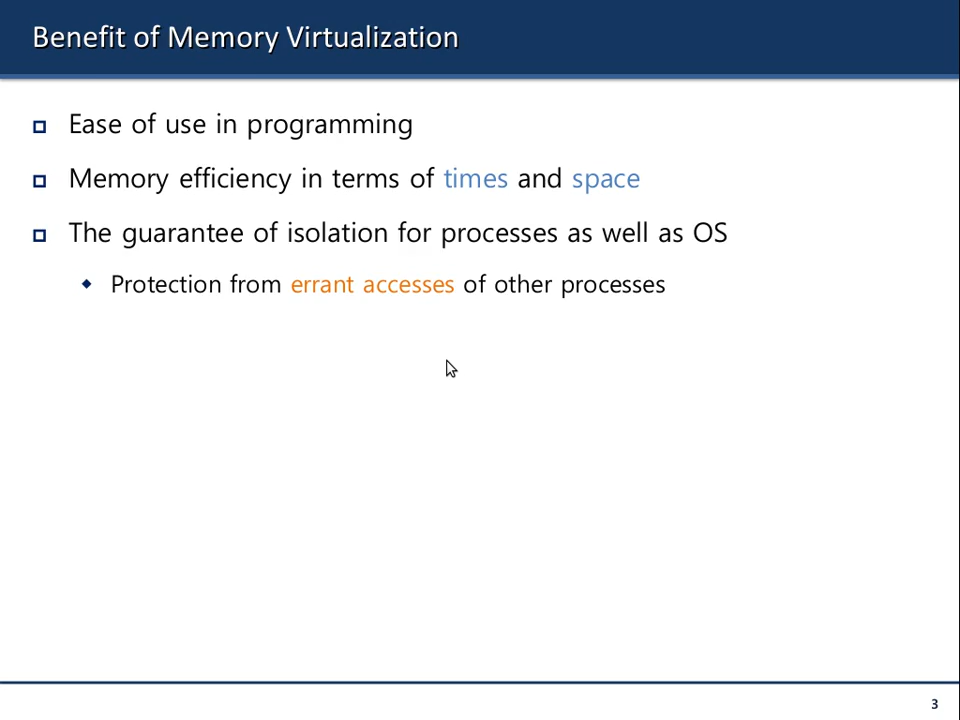 Benefit of Memory Virtualization
Ease of use in programming
Memory efficiency in terms of times and space
The guarantee of isolation for processes as well as OS
Protection from errant accesses of other processes
3